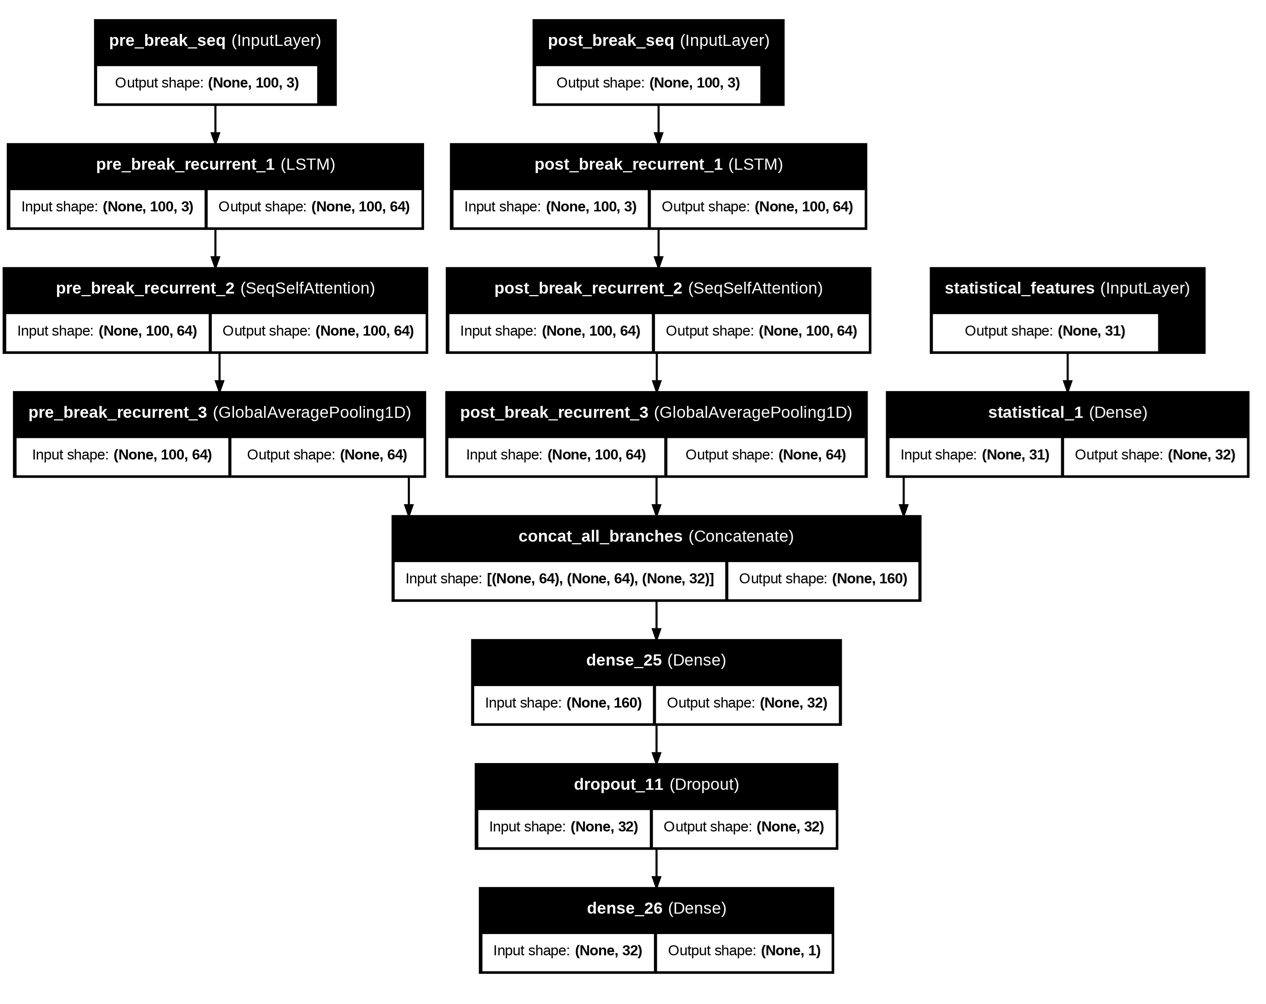 pre_break_seq (InputLayer)
Output shape: (None, 100, 3)
post_break_seq (InputLayer)
Output shape: (None, 100, 3)
pre_break_recurrent_1 (LSTM)
Input shape: (None, 100, 3) Output shape: (None, 100, 64)
post_break_recurrent_1 (LSTM)
Input shape: (None, 100, 3) Output shape: (None, 100, 64)
pre_break_recurrent_2 (SeqSelfAttention)
Input shape: (None, 100, 64) Output shape: (None, 100, 64)
post_break_recurrent_2 (SeqSelfAttention)
Input shape: (None, 100, 64) Output shape: (None, 100, 64)
statistical_features (InputLayer)
Output shape: (None, 31)
pre_break_recurrent_3 (GlobalAveragePooling1D)
Input shape: (None, 100, 64) Output shape: (None, 64)
post_break_recurrent_3 (GlobalAveragePooling1D)
Input shape: (None, 100, 64) Output shape: (None, 64)
statistical_1 (Dense)
Input shape: (None, 31) Output shape: (None, 32)
concat_all_branches (Concatenate)
Input shape: [(None, 64), (None, 64), (None, 32)] Output shape: (None, 160)
dense_25 (Dense)
Input shape: (None, 160) Output shape: (None, 32)
dropout_11 (Dropout)
Input shape: (None, 32) Output shape: (None, 32)
dense_26 (Dense)
Input shape: (None, 32) Output shape: (None, 1)